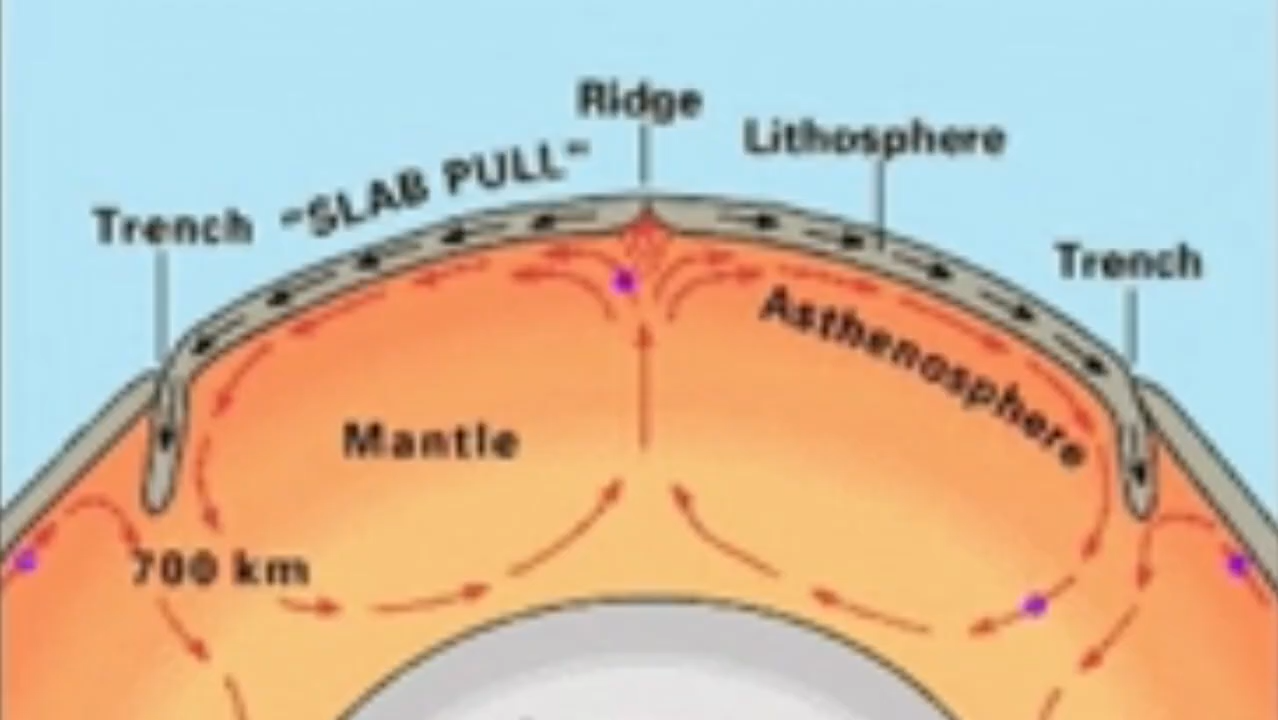 Ridge
Lithosphere
"SLAB PULL"
Trench
Trench
Asthenosphere
Mantle
700 km